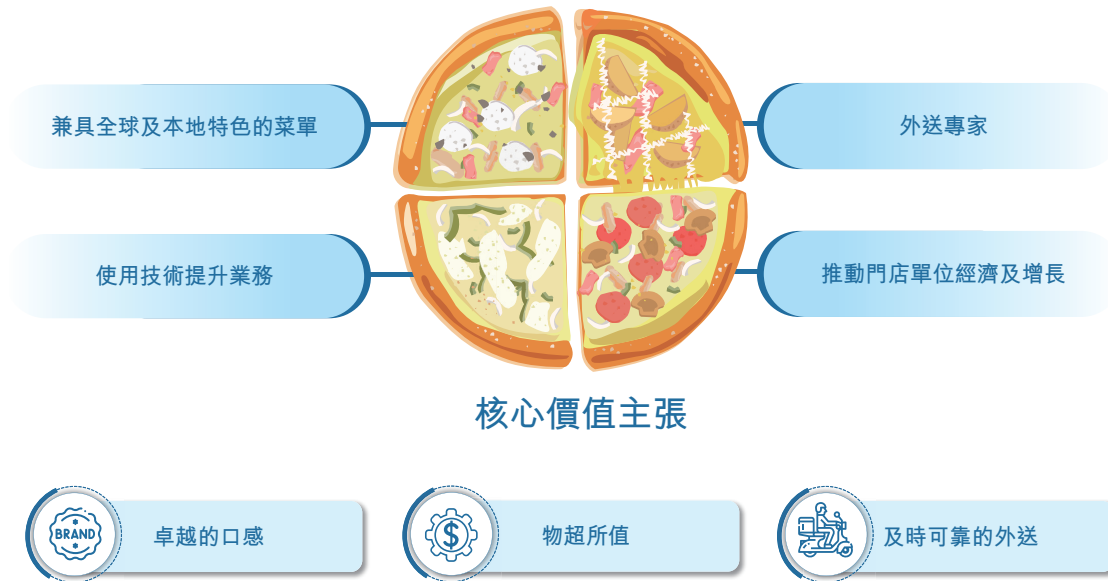 兼具全球及本地特色的菜單
外送專家
使用技術提升業務
推動門店單位經濟及增長
核心價值主張
BRAND
卓越的口感
$
物超所值
及時可靠的外送